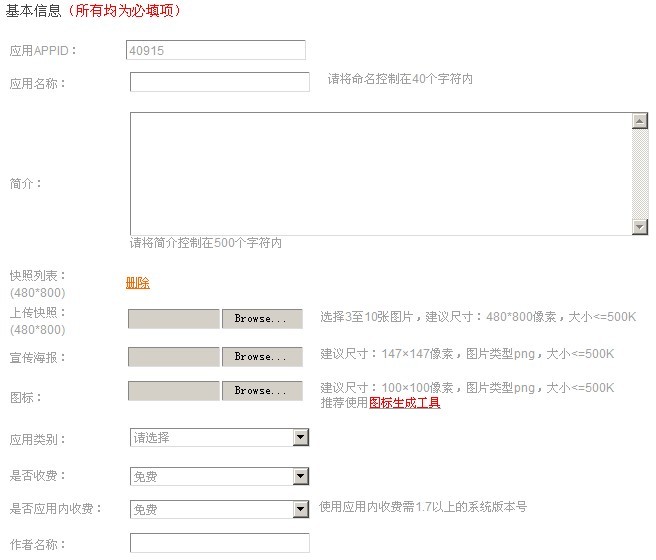 基本信息（所有均为必填项）
应用APPID： 40915
应用名称： 请将命名控制在40个字符内
简介：
请将简介控制在500个字符内
快照列表：
(480*800) 删除
上传快照：
(480*800) Browse... 选择3至10张图片，建议尺寸：480*800像素，大小<=500K
宣传海报： Browse... 建议尺寸：147×147像素，图片类型png，大小<=500K
图标： Browse... 建议尺寸：100×100像素，图片类型png，大小<=500K
推荐使用图标生成工具
应用类别： 请选择
是否收费： 免费
是否应用内收费： 免费 使用应用内收费需1.7以上的系统版本号
作者名称：